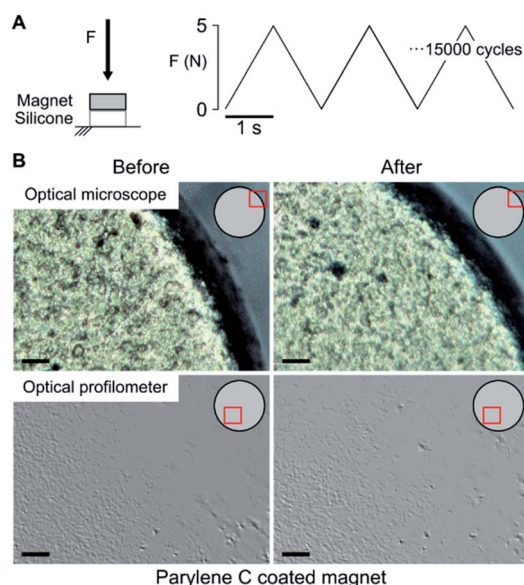 A
F
Magnet
Silicone
F (N)
5
0
···15000 cycles
1 s
B
Before
After
Optical microscope
Optical profilometer
Parylene C coated magnet